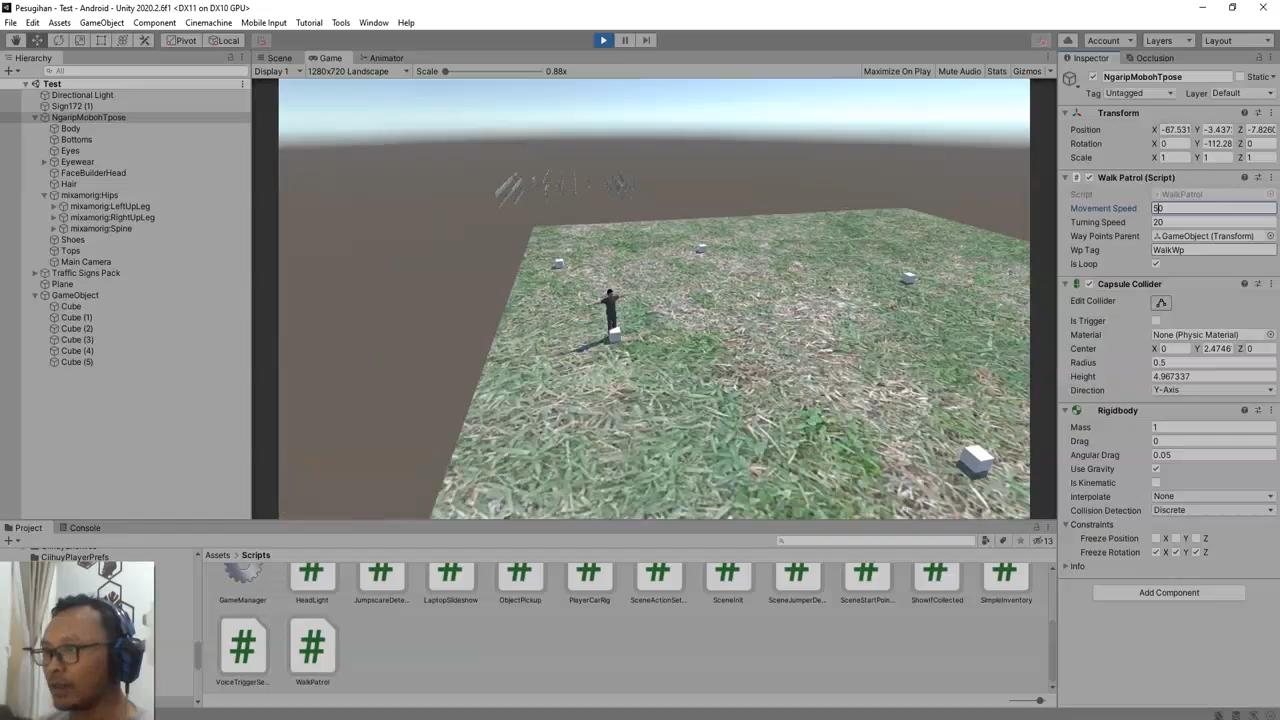 Pesugihan - Test - Android - Unity 2020.2.6f1 <DX11 on DX10 GPU>
File Edit Assets GameObject Component Cinemachine Mobile Input Tutorial Tools Window Help
Pivot Local Account Layers Layout
Hierarchy Scene Game Animator Inspector Occlusion
All
Display 1 1280x720 Landscape Scale 0.88x Maximize On Play Mute Audio Stats Gizmos
Test
Directional Light
Sign172 (1)
NgaripMobohTpose
Body
Bottoms
Eyes
Eyewear
FaceBuilderHead
Hair
mixamorig:Hips
mixamorig:LeftUpLeg
mixamorig:RightUpLeg
mixamorig:Spine
Shoes
Tops
Main Camera
Traffic Signs Pack
Plane
GameObject
Cube
Cube (1)
Cube (2)
Cube (3)
Cube (4)
Cube (5)
NgaripMobohTpose Static
Tag Untagged Layer Default
Transform
Position X -67.531 Y -3.437 Z -7.8260
Rotation X 0 Y -112.28 Z 0
Scale X 1 Y 1 Z 1
Walk Patrol (Script)
Script WalkPatrol
Movement Speed 50
Turning Speed 20
Way Points Parent GameObject (Transform)
Wp Tag WalkWp
Is Loop
Capsule Collider
Edit Collider
Is Trigger
Material None (Physic Material)
Center X 0 Y 2.4746 Z 0
Radius 0.5
Height 4.967337
Direction Y-Axis
Rigidbody
Mass 1
Drag 0
Angular Drag 0.05
Use Gravity
Is Kinematic
Interpolate None
Collision Detection Discrete
Constraints
Freeze Position X Y Z
Freeze Rotation X Y Z
Info
Add Component
Project Console
13
CiihuyPlayerPrefs
Assets Scripts
GameManager HeadLight JumpscareDete... LaptopSlideshow ObjectPickup PlayerCarRig SceneActionSet... SceneInit SceneJumperDe... SceneStartPoin... ShowIfCollected SimpleInventory
VoiceTriggerSe... WalkPatrol